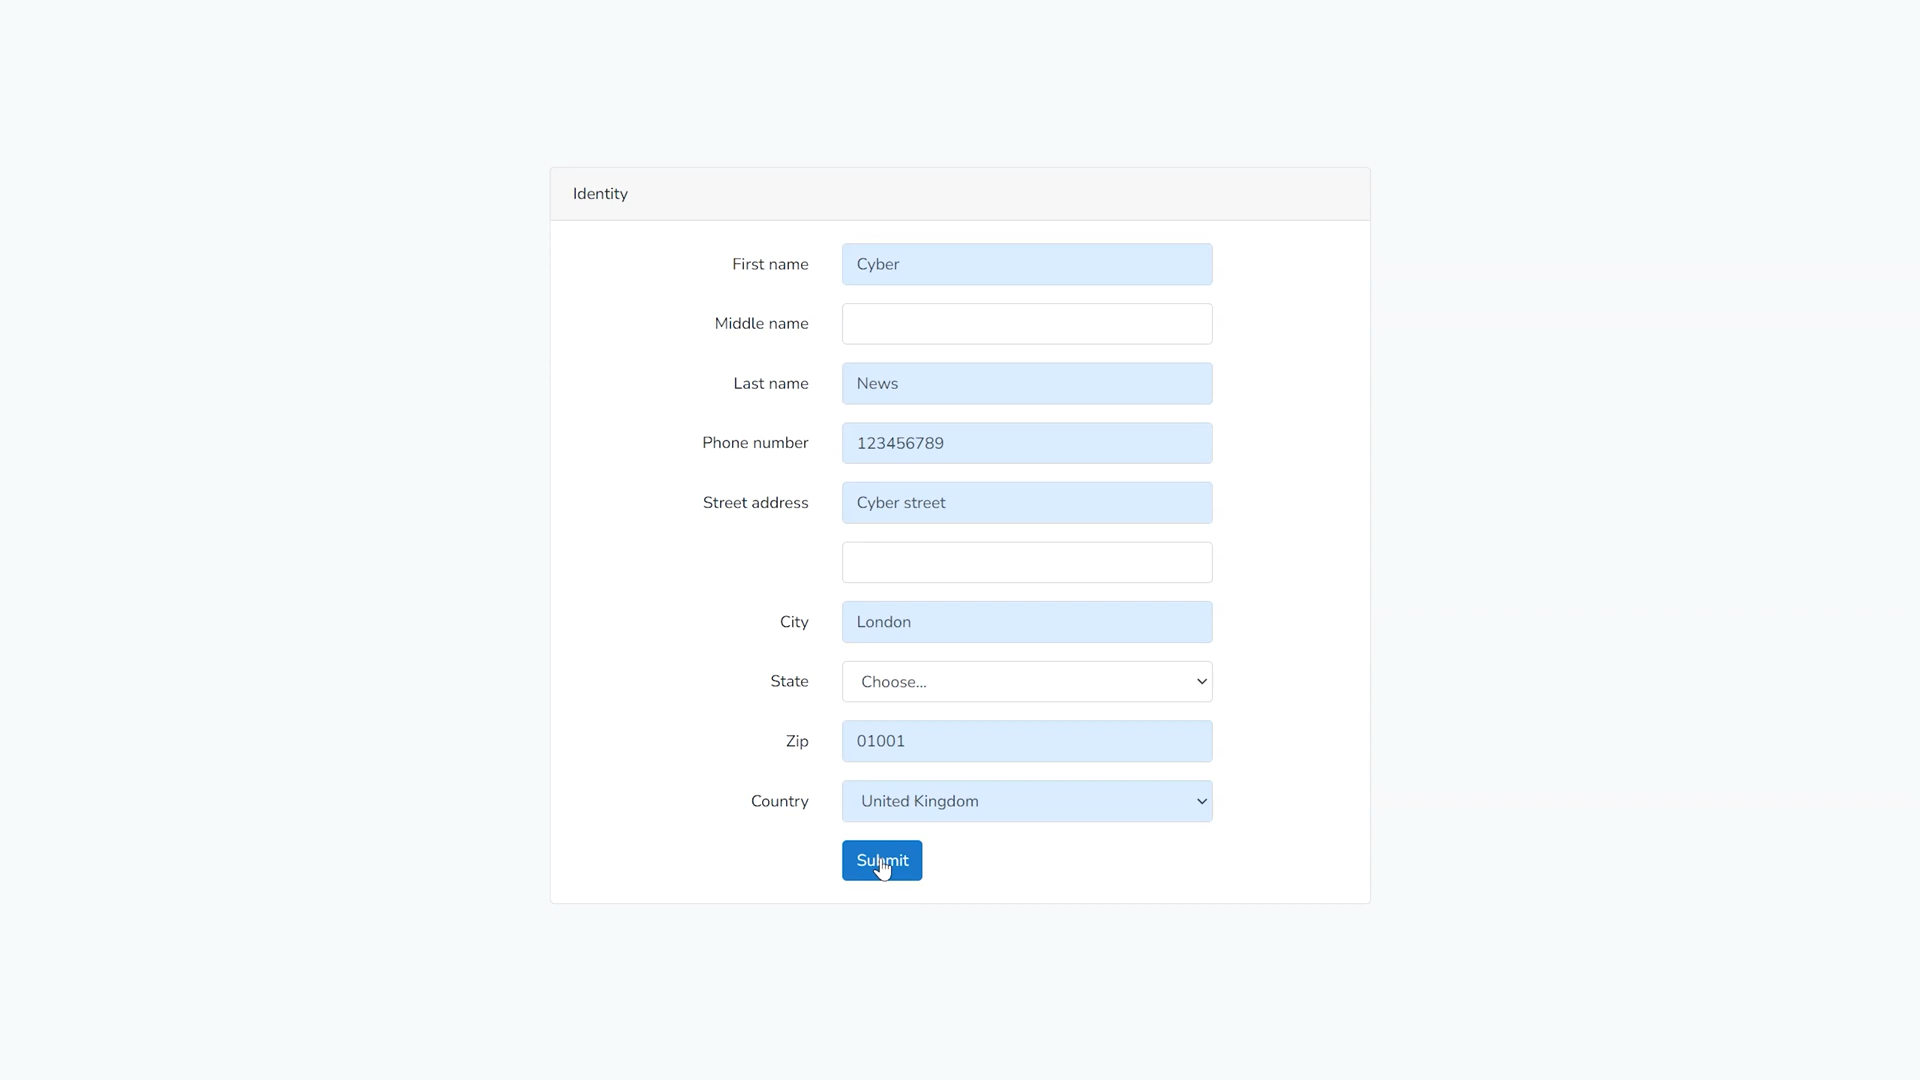 Identity
First name Cyber
Middle name
Last name News
Phone number 123456789
Street address Cyber street
City London
State Choose...
Zip 01001
Country United Kingdom
Submit